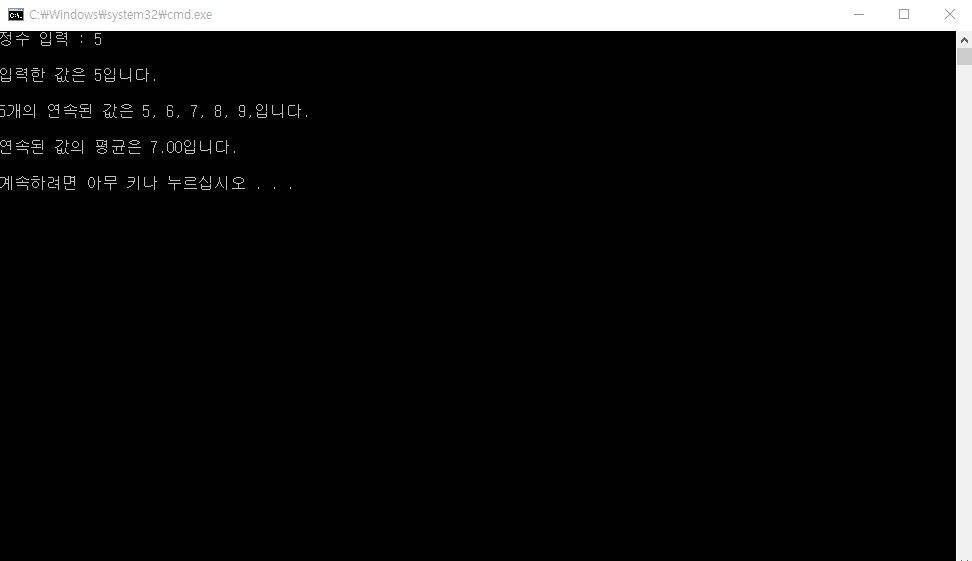 C:₩Windows₩system32₩cmd.exe
정수 입력 : 5
입력한 값은 5입니다.
5개의 연속된 값은 5, 6, 7, 8, 9,입니다.
연속된 값의 평균은 7.00입니다.
계속하려면 아무 키나 누르십시오 . . .